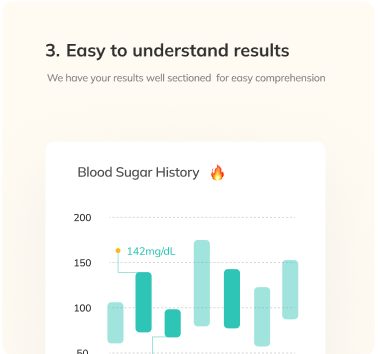 3. Easy to understand results
We have your results well sectioned for easy comprehension
Blood Sugar History 🔥
200
142mg/dL
150
100
50